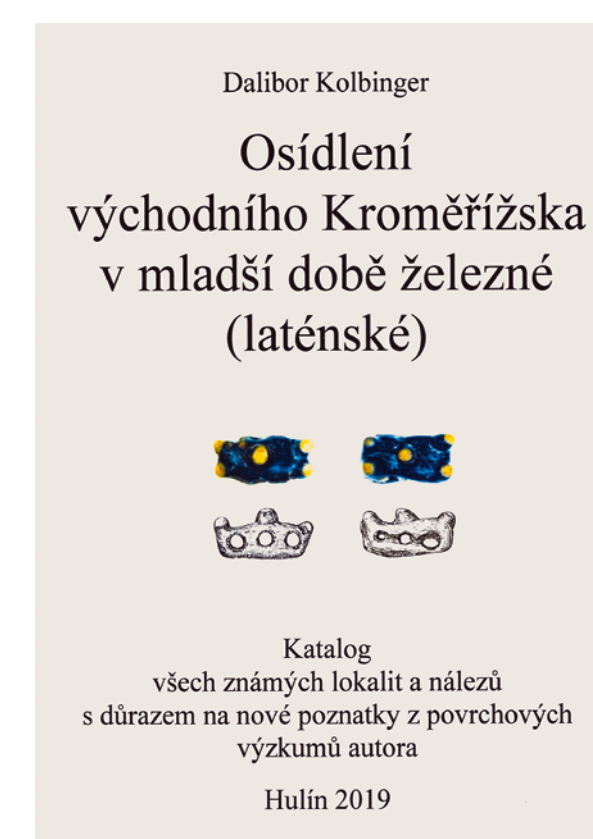 Dalibor Kolbinger
Osídlení
východního Kroměřížska
v mladší době železné
(laténské)
Katalog
všech známých lokalit a nálezů
s důrazem na nové poznatky z povrchových
výzkumů autora
Hulín 2019